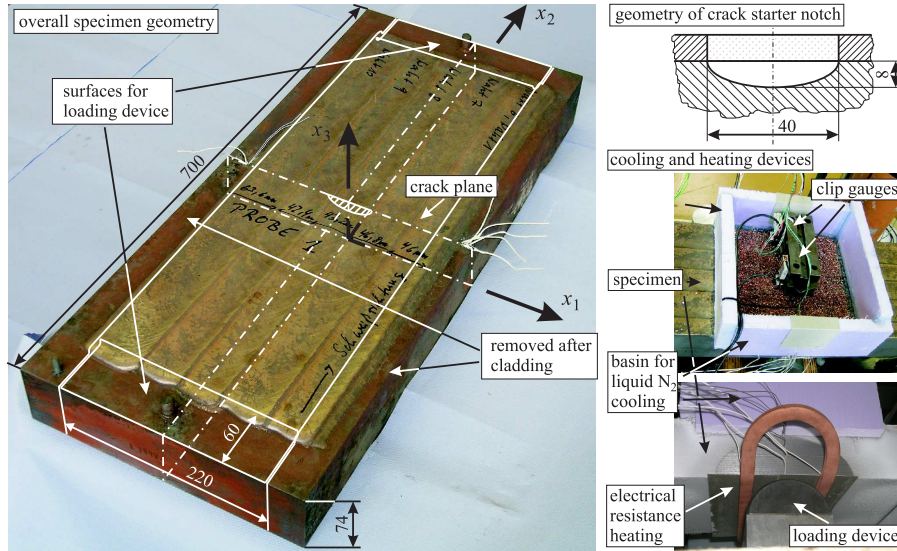 overall specimen geometry
x2
surfaces for
loading device
x3
700
crack plane
PROBE 1
x1
removed after
cladding
60
220
74
geometry of crack starter notch
8
40
cooling and heating devices
clip gauges
specimen
basin for
liquid N2
cooling
electrical
resistance
heating
loading device